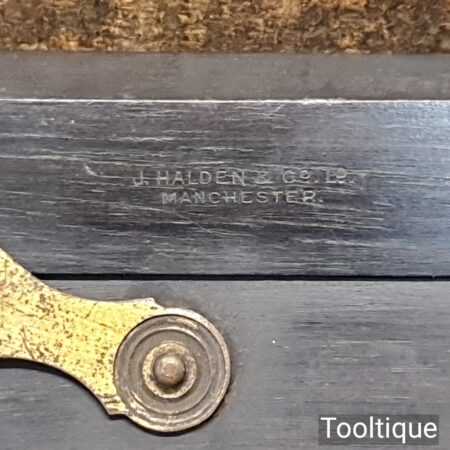 J. HALDEN & Co. LD.
MANCHESTER.
Tooltique